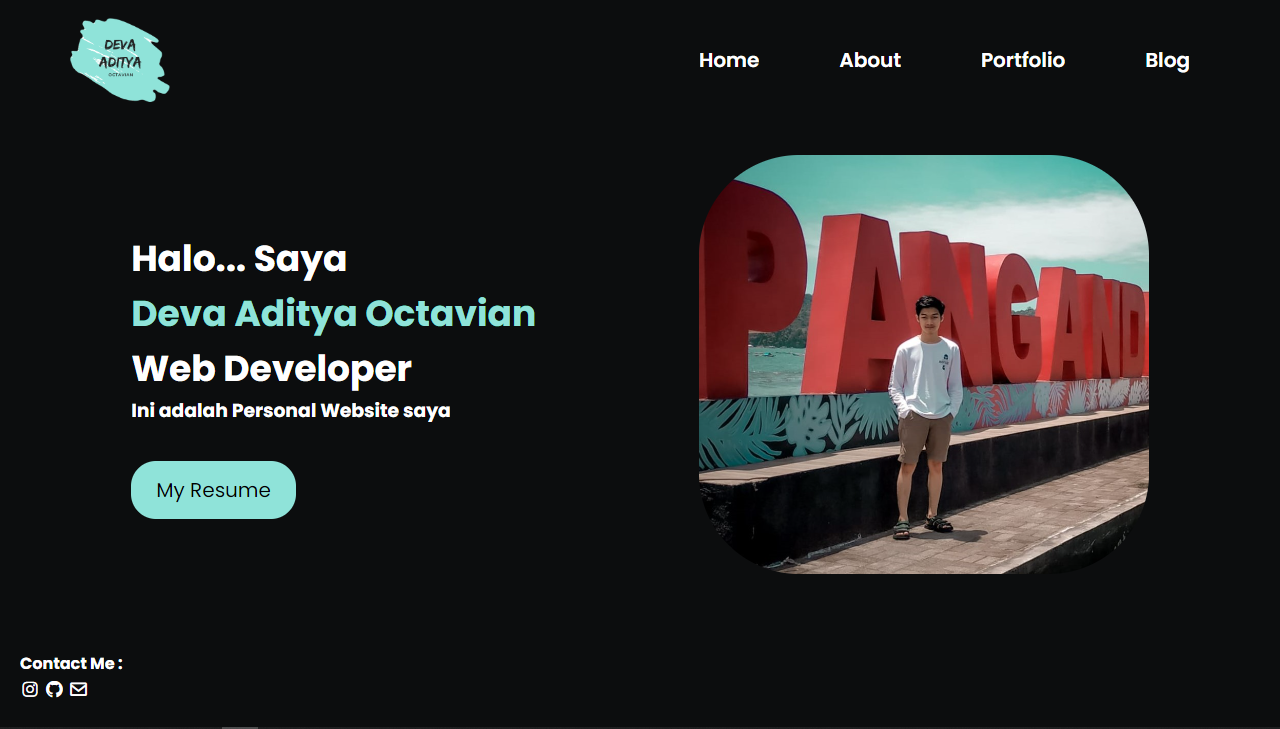 DEVA
ADITYA
OCTAVIAN
Home About Portfolio Blog
Halo... Saya
Deva Aditya Octavian
Web Developer
Ini adalah Personal Website saya
My Resume
PANGAND
Contact Me :